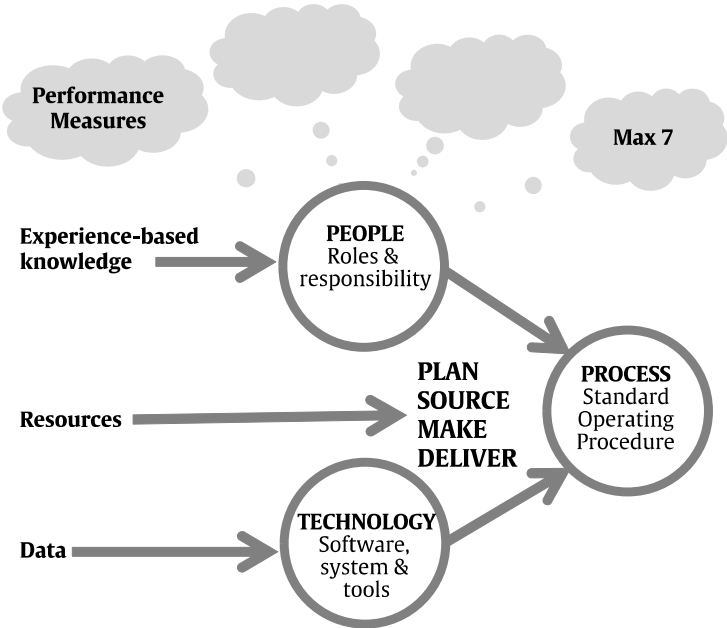 Performance
Measures
Max 7
Experience-based
knowledge
PEOPLE
Roles &
responsibility
Resources
PLAN
SOURCE
MAKE
DELIVER
PROCESS
Standard
Operating
Procedure
Data
TECHNOLOGY
Software,
system &
tools